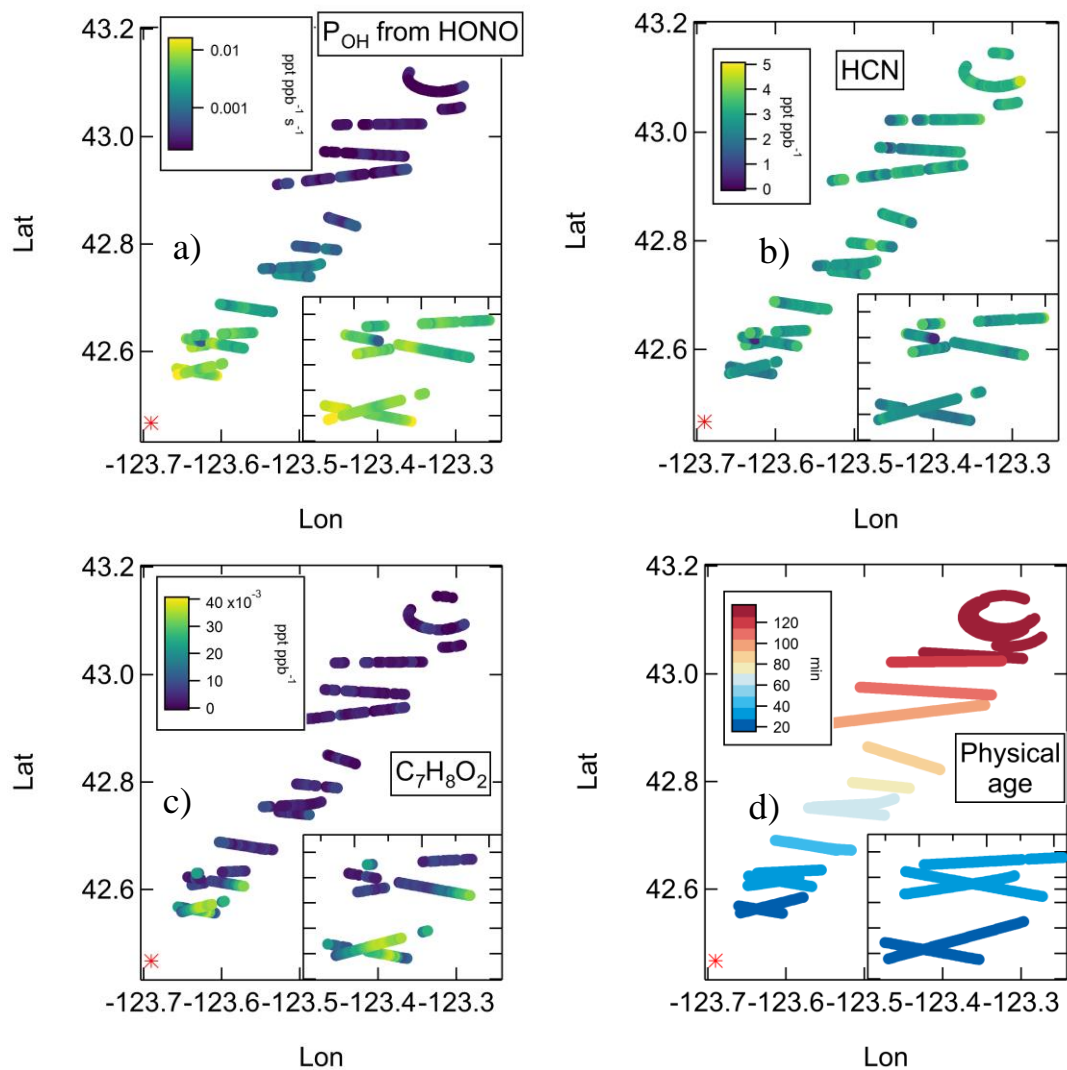 43.2
43.0
42.8
42.6
Lat
P_OH from HONO
0.01
0.001
ppt ppb⁻¹ s⁻¹
a)
-123.7 -123.6 -123.5 -123.4 -123.3
Lon
43.2
43.0
42.8
42.6
Lat
HCN
5
4
3
2
1
0
ppt ppb⁻¹
b)
-123.7 -123.6 -123.5 -123.4 -123.3
Lon
43.2
43.0
42.8
42.6
Lat
40 x10⁻³
30
20
10
0
ppt ppb⁻¹
C₇H₈O₂
c)
-123.7 -123.6 -123.5 -123.4 -123.3
Lon
43.2
43.0
42.8
42.6
Lat
120
100
80
60
40
20
min
Physical
age
d)
-123.7 -123.6 -123.5 -123.4 -123.3
Lon